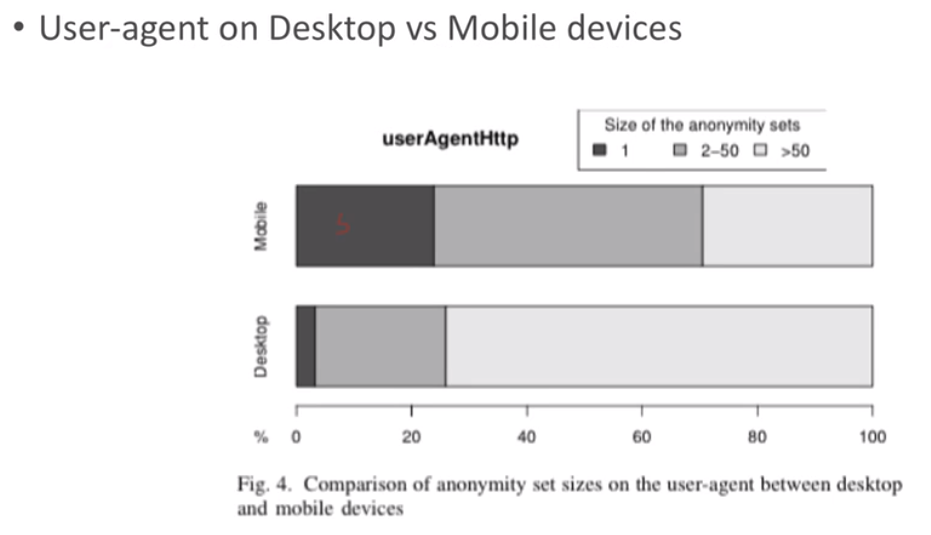 • User-agent on Desktop vs Mobile devices
userAgentHttp
Size of the anonymity sets
1 2–50 >50
Mobile
Desktop
% 0 20 40 60 80 100
Fig. 4. Comparison of anonymity set sizes on the user-agent between desktop
and mobile devices